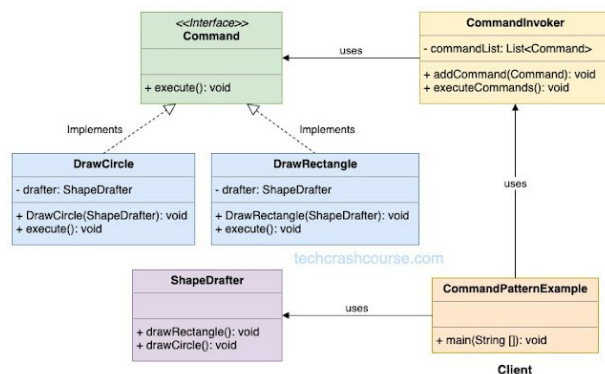 <<Interface>>
Command
+ execute(): void
uses
CommandInvoker
- commandList: List<Command>
+ addCommand(Command): void
+ executeCommands(): void
Implements
Implements
DrawCircle
- drafter: ShapeDrafter
+ DrawCircle(ShapeDrafter): void
+ execute(): void
DrawRectangle
- drafter: ShapeDrafter
+ DrawRectangle(ShapeDrafter): void
+ execute(): void
uses
techcrashcourse.com
ShapeDrafter
+ drawRectangle(): void
+ drawCircle(): void
uses
CommandPatternExample
+ main(String []): void
Client